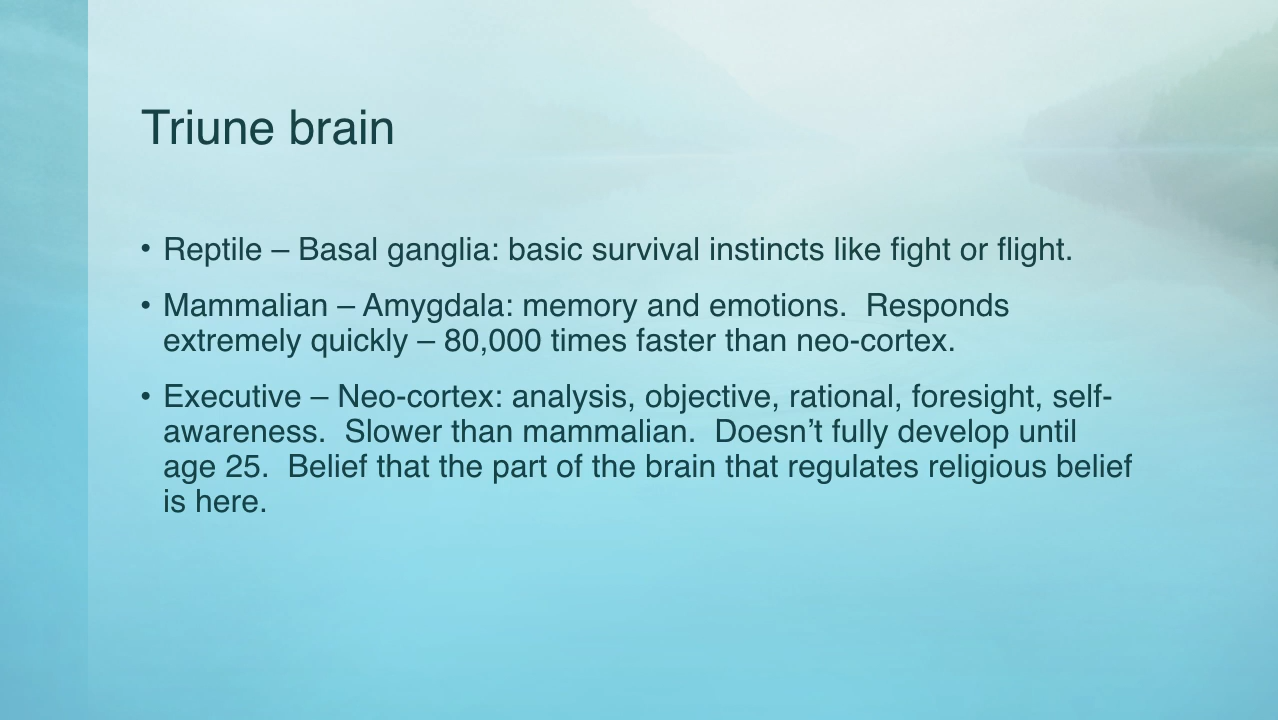 Triune brain
• Reptile – Basal ganglia: basic survival instincts like fight or flight.
• Mammalian – Amygdala: memory and emotions.  Responds
extremely quickly – 80,000 times faster than neo-cortex.
• Executive – Neo-cortex: analysis, objective, rational, foresight, self-
awareness.  Slower than mammalian.  Doesn’t fully develop until
age 25.  Belief that the part of the brain that regulates religious belief
is here.